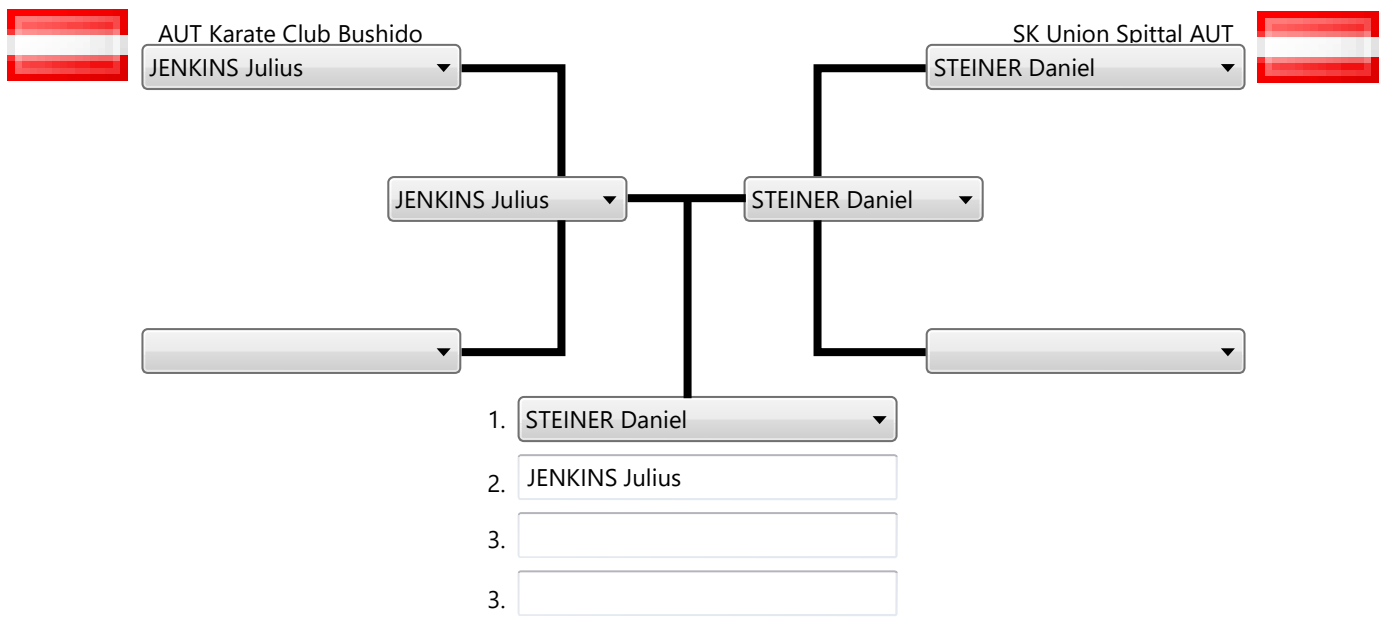 AUT Karate Club Bushido
SK Union Spittal AUT
JENKINS Julius
STEINER Daniel
JENKINS Julius
STEINER Daniel
1. STEINER Daniel
2. JENKINS Julius
3.
3.